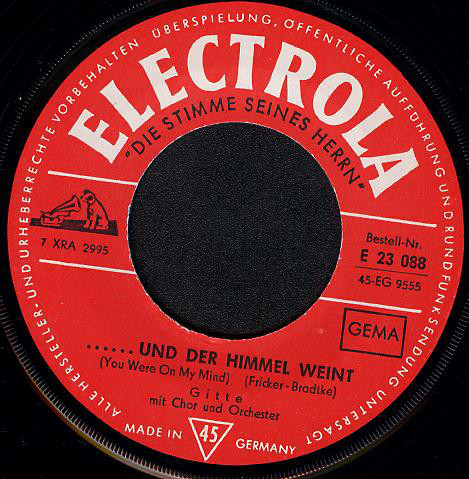 ALLE HERSTELLER- UND URHEBERRECHTE VORBEHALTEN ÜBERSPIELUNG, ÖFFENTLICHE AUFFÜHRUNG UND RUNDFUNKSENDUNG UNTERSAGT
ELECTROLA
"DIE STIMME SEINES HERRN"
7 XRA 2995
Bestell-Nr.
E 23 088
45-EG 9555
GEMA
...... UND DER HIMMEL WEINT
(You Were On My Mind) (Fricker-Bradtke)
Gitte
mit Chor und Orchester
MADE IN 45 GERMANY